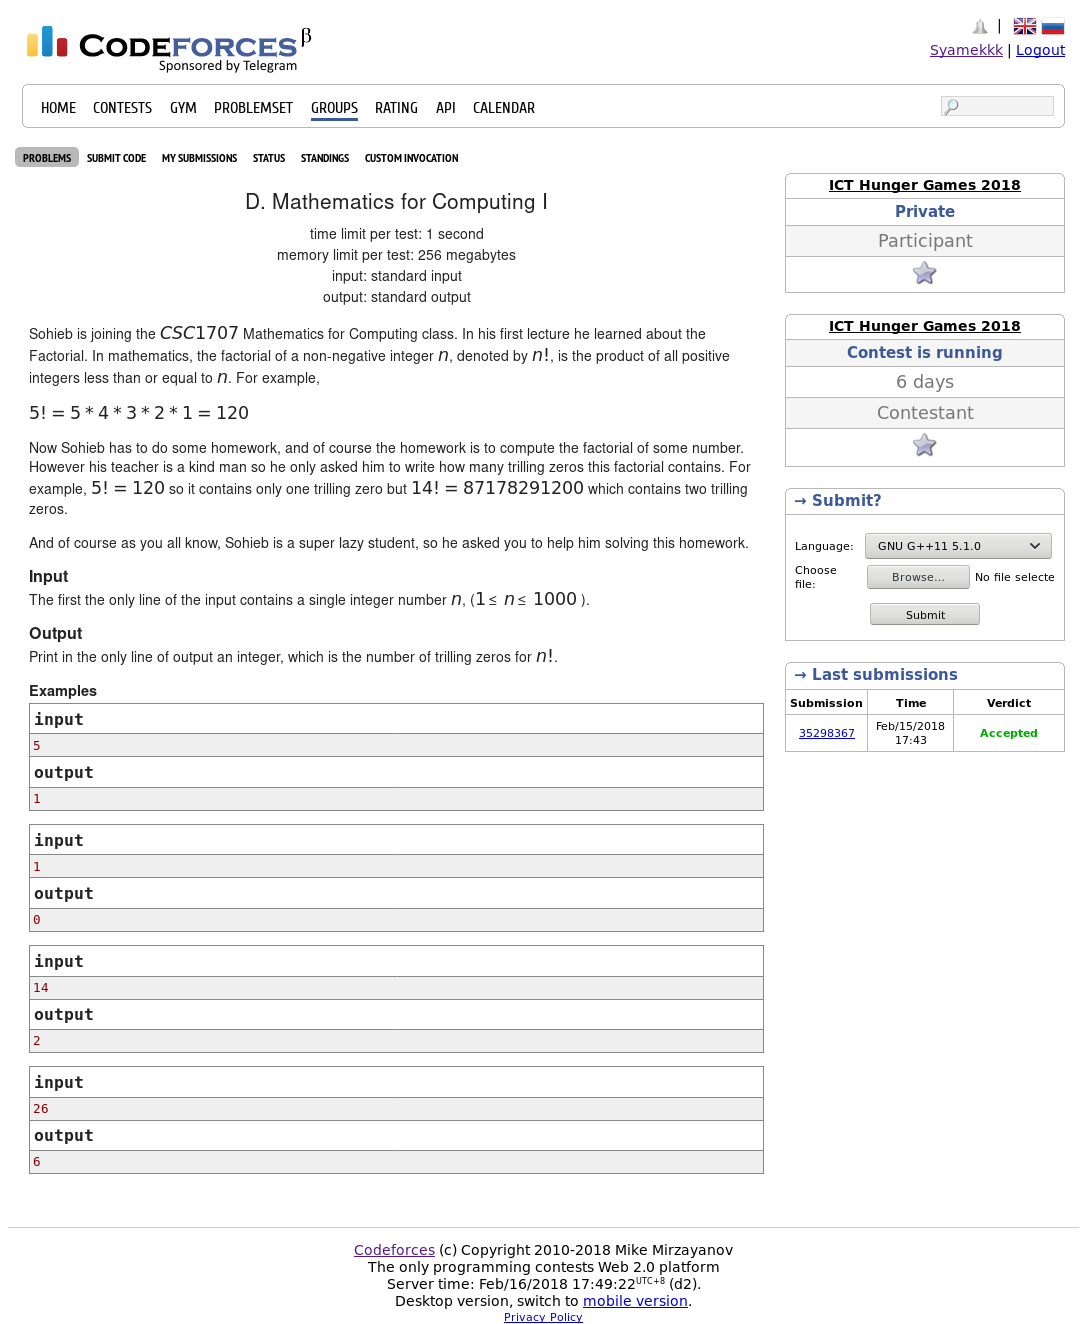 CODEFORCES β
Sponsored by Telegram
|
Syamekkk | Logout
HOME CONTESTS GYM PROBLEMSET GROUPS RATING API CALENDAR
PROBLEMS SUBMIT CODE MY SUBMISSIONS STATUS STANDINGS CUSTOM INVOCATION
D. Mathematics for Computing I
time limit per test: 1 second
memory limit per test: 256 megabytes
input: standard input
output: standard output
Sohieb is joining the CSC1707 Mathematics for Computing class. In his first lecture he learned about the
Factorial. In mathematics, the factorial of a non-negative integer n, denoted by n!, is the product of all positive
integers less than or equal to n. For example,
5! = 5 * 4 * 3 * 2 * 1 = 120
Now Sohieb has to do some homework, and of course the homework is to compute the factorial of some number.
However his teacher is a kind man so he only asked him to write how many trilling zeros this factorial contains. For
example, 5! = 120 so it contains only one trilling zero but 14! = 87178291200 which contains two trilling
zeros.
And of course as you all know, Sohieb is a super lazy student, so he asked you to help him solving this homework.
Input
The first the only line of the input contains a single integer number n, (1 ≤ n ≤ 1000 ).
Output
Print in the only line of output an integer, which is the number of trilling zeros for n!.
Examples
input
5
output
1
input
1
output
0
input
14
output
2
input
26
output
6
ICT Hunger Games 2018
Private
Participant
ICT Hunger Games 2018
Contest is running
6 days
Contestant
→ Submit?
Language: GNU G++11 5.1.0
Choose
file: Browse... No file selecte
Submit
→ Last submissions
Submission Time Verdict
35298367 Feb/15/2018
17:43 Accepted
Codeforces (c) Copyright 2010-2018 Mike Mirzayanov
The only programming contests Web 2.0 platform
Server time: Feb/16/2018 17:49:22UTC+8 (d2).
Desktop version, switch to mobile version.
Privacy Policy